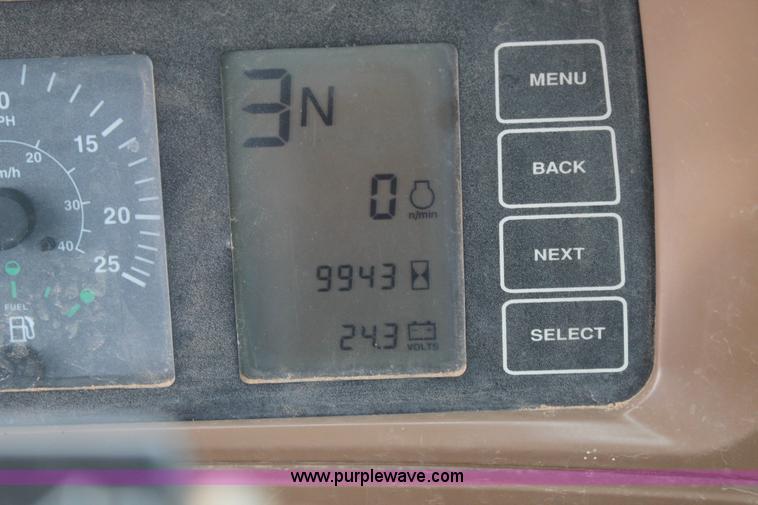 0
PH
15
20
25
m/h
20
30
40
FUEL
3 N
0 n/min
9943
24.3 VOLTS
MENU
BACK
NEXT
SELECT
www.purplewave.com